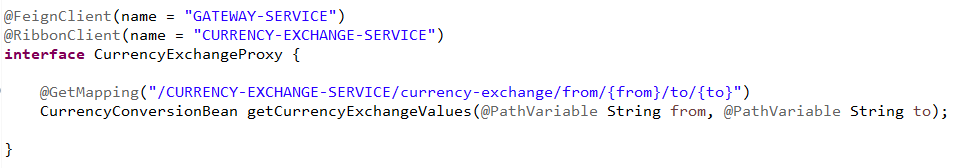 @FeignClient(name = "GATEWAY-SERVICE")
@RibbonClient(name = "CURRENCY-EXCHANGE-SERVICE")
interface CurrencyExchangeProxy {
@GetMapping("/CURRENCY-EXCHANGE-SERVICE/currency-exchange/from/{from}/to/{to}")
CurrencyConversionBean getCurrencyExchangeValues(@PathVariable String from, @PathVariable String to);
}